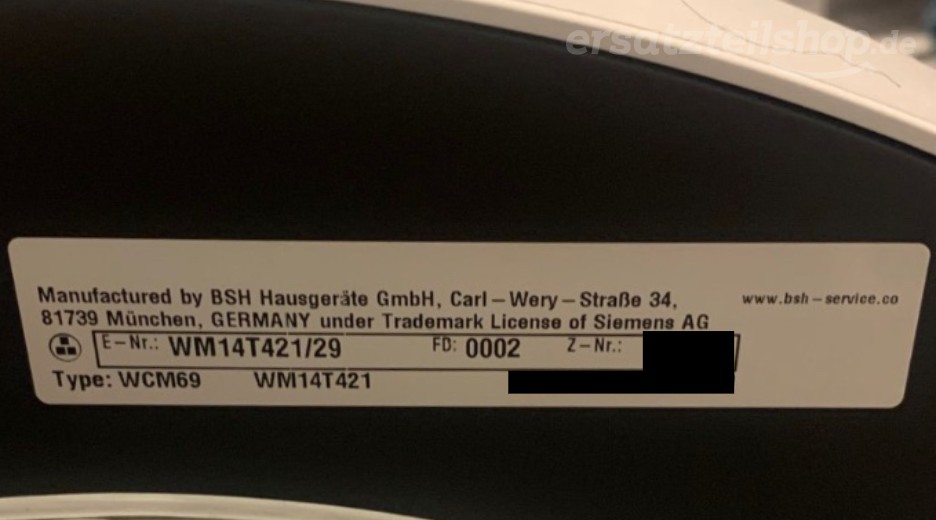 ersatzteilshop.de
Manufactured by BSH Hausgeräte GmbH, Carl–Wery–Straße 34,
www.bsh–service.co
81739 München, GERMANY under Trademark License of Siemens AG
E–Nr.: WM14T421/29 FD: 0002 Z–Nr.:
Type: WCM69 WM14T421